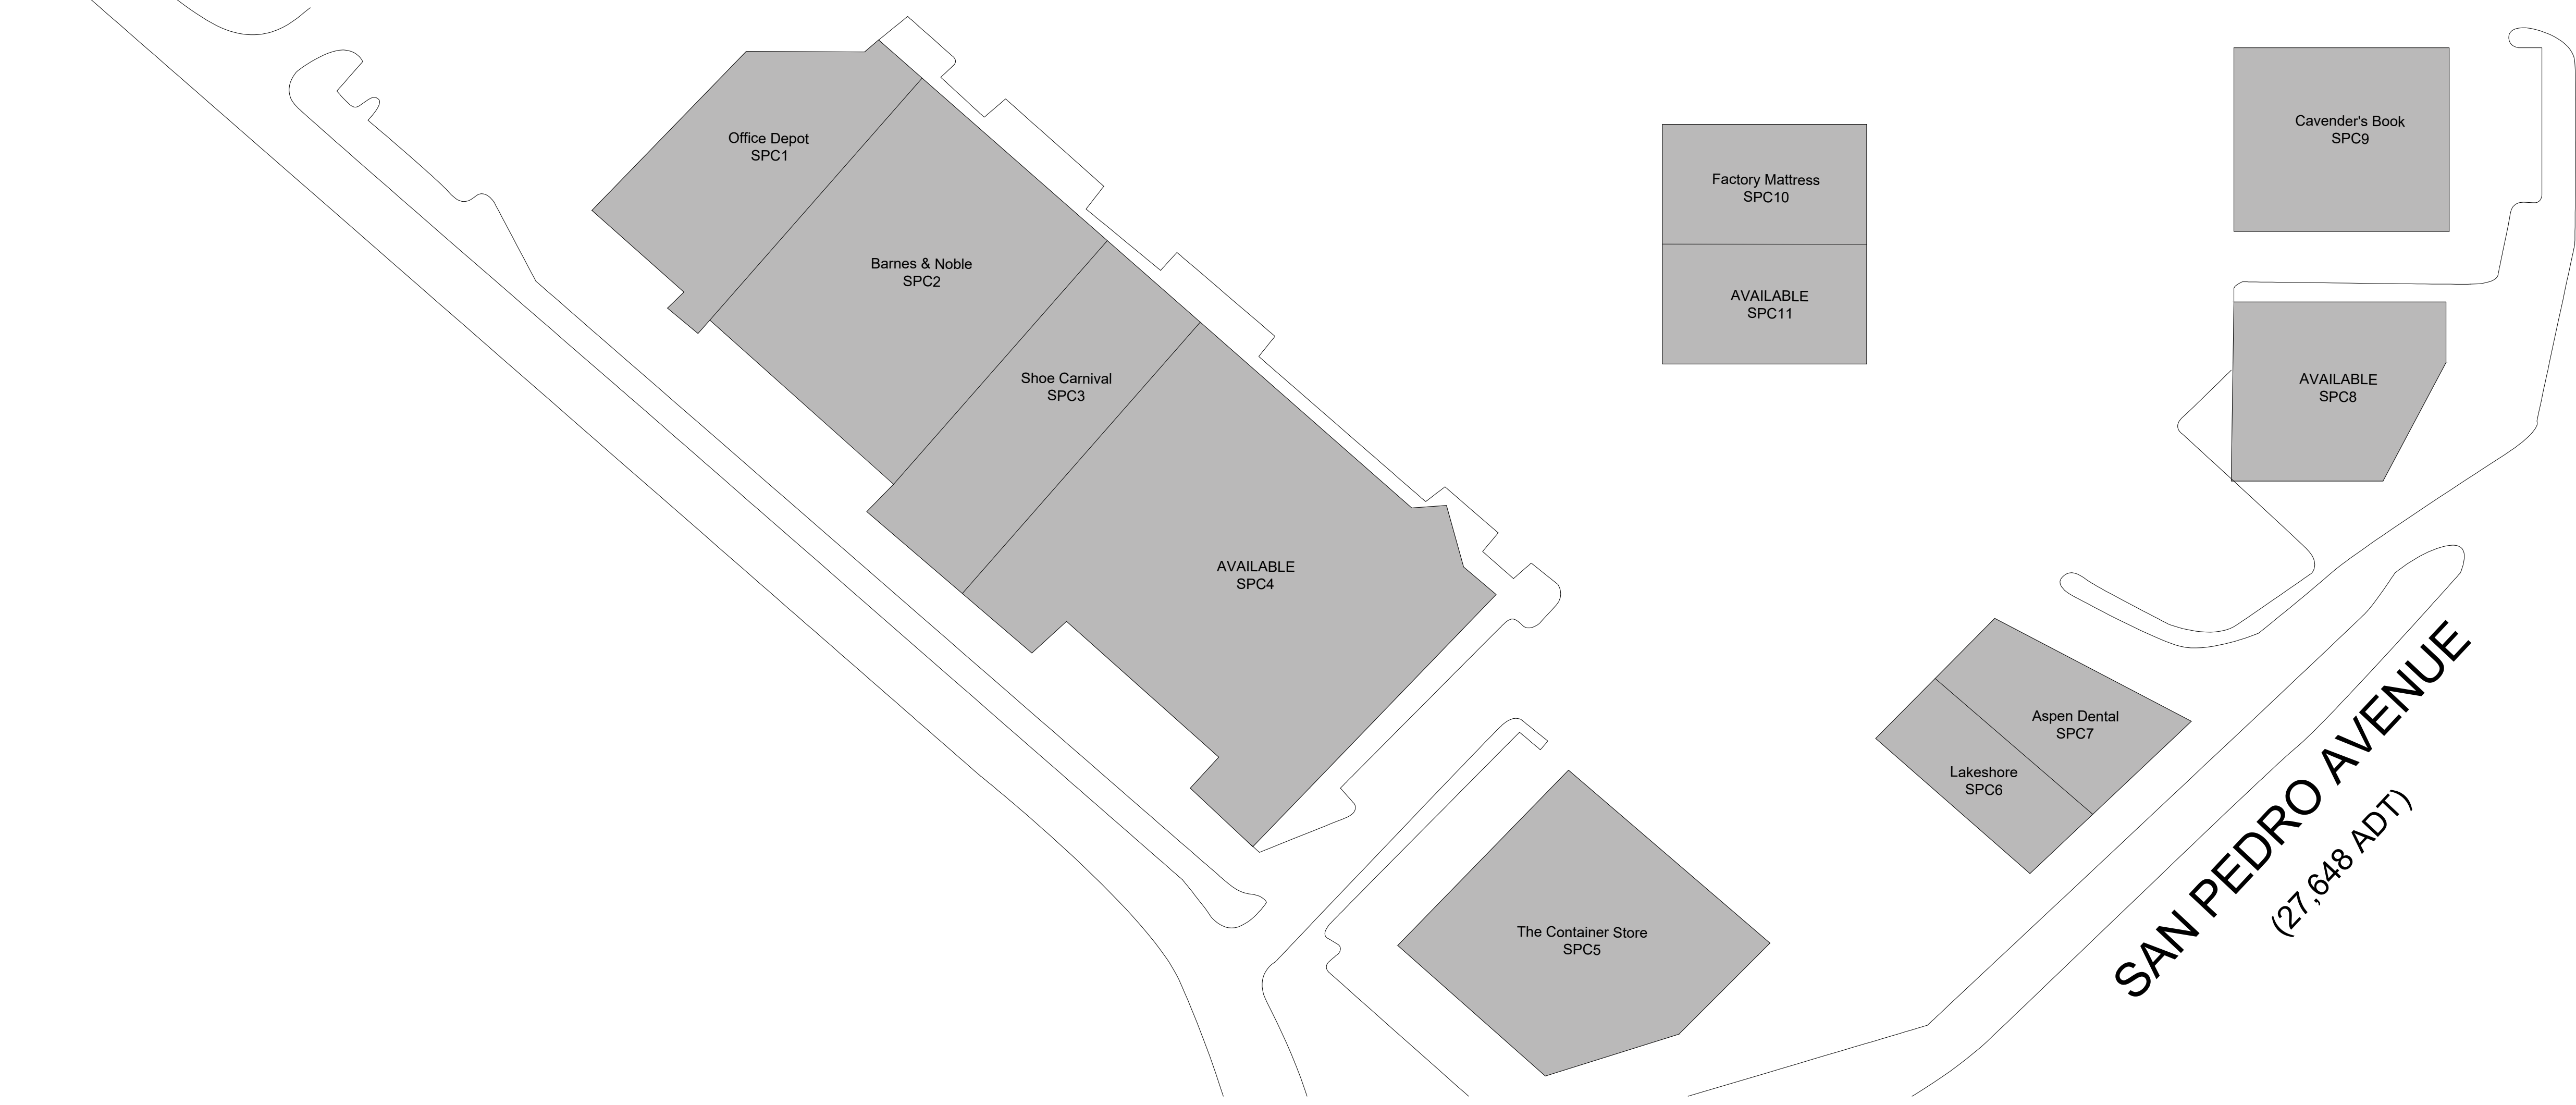 Office Depot
SPC1
Barnes & Noble
SPC2
Shoe Carnival
SPC3
AVAILABLE
SPC4
The Container Store
SPC5
Lakeshore
SPC6
Aspen Dental
SPC7
AVAILABLE
SPC8
Cavender's Book
SPC9
Factory Mattress
SPC10
AVAILABLE
SPC11
SAN PEDRO AVENUE
(27,648 ADT)